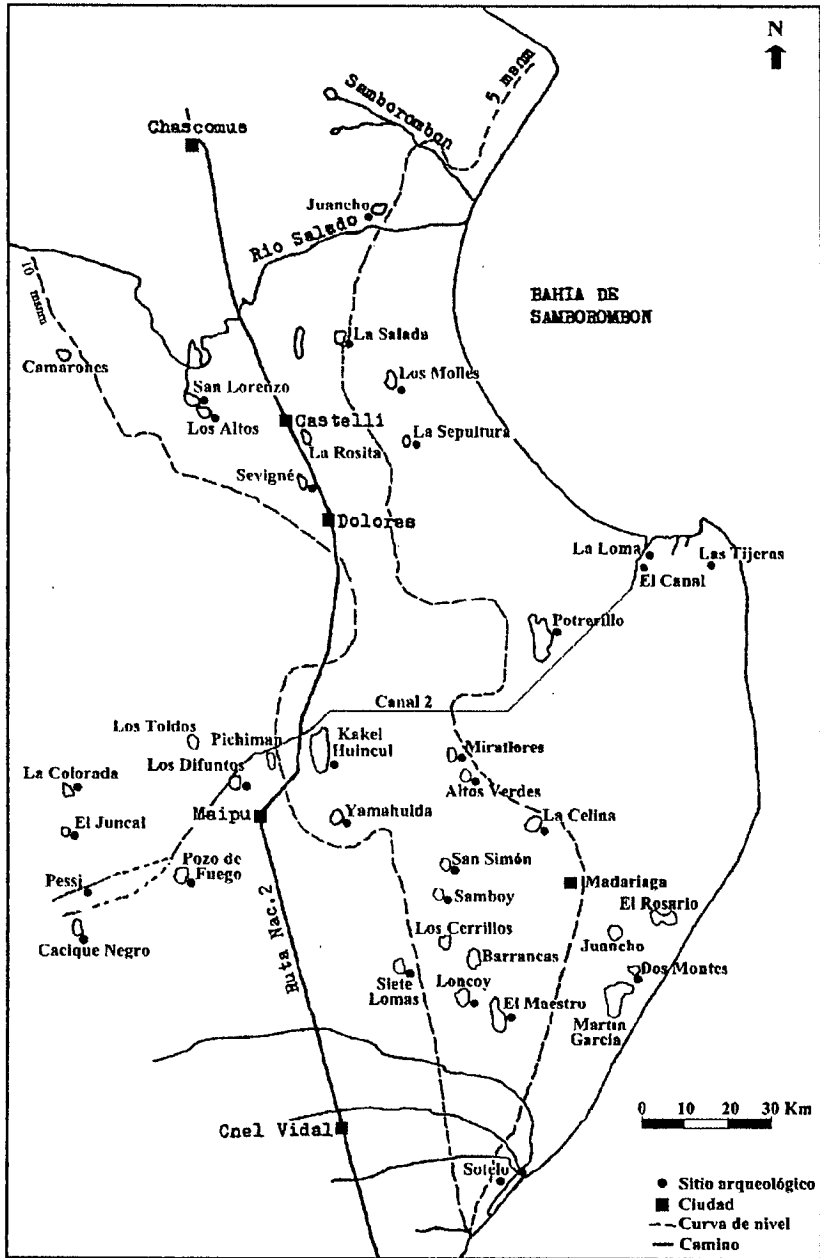 N
5 msnm
Samborombon
Chascomus
Juancho
Rio Salado
10 msnm
BAHIA DE
SAMBOROMBON
La Salada
Camarones
Los Molles
San Lorenzo
Los Altos
Castelli
La Sepultura
La Rosita
Sevigné
Dolores
La Loma
Las Tijeras
El Canal
Potrerillo
Canal 2
Los Toldos
Pichiman
Kakel
Huincul
Miraflores
La Colorada
Los Difuntos
Altos Verdes
Maipu
Yamahuida
La Celina
El Juncal
Pozo de
Fuego
San Simón
Pessi
Samboy
Madariaga
El Rosario
Cacique Negro
Ruta Nac.2
Los Cerrillos
Juancho
Barrancas
Dos Montes
Siete
Lomas
Loncoy
El Maestro
Martín
García
0 10 20 30 Km
Cnel Vidal
Sotelo
Sitio arqueológico
Ciudad
Curva de nivel
Camino